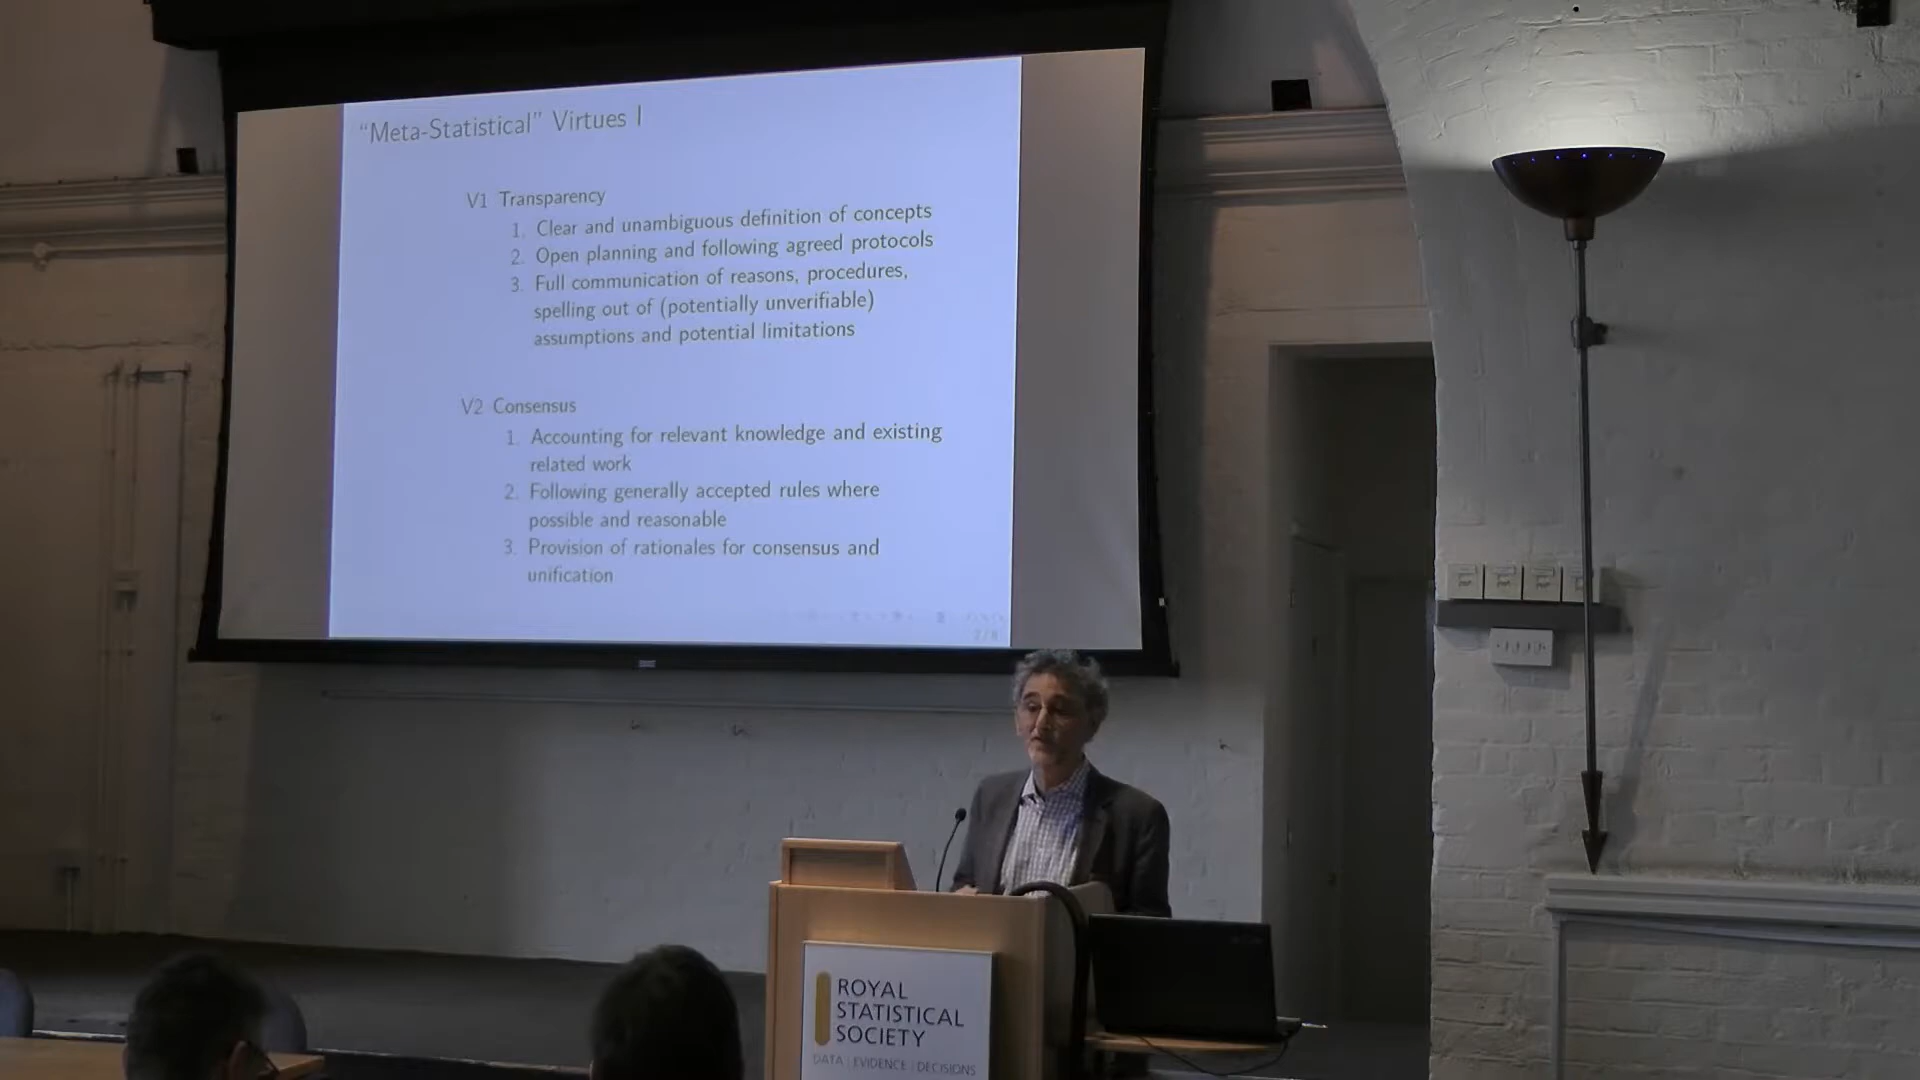 “Meta-Statistical” Virtues I
V1 Transparency
1. Clear and unambiguous definition of concepts
2. Open planning and following agreed protocols
3. Full communication of reasons, procedures,
spelling out of (potentially unverifiable)
assumptions and potential limitations
V2 Consensus
1. Accounting for relevant knowledge and existing
related work
2. Following generally accepted rules where
possible and reasonable
3. Provision of rationales for consensus and
unification
2 / 8
ROYAL
STATISTICAL
SOCIETY
DATA | EVIDENCE | DECISIONS